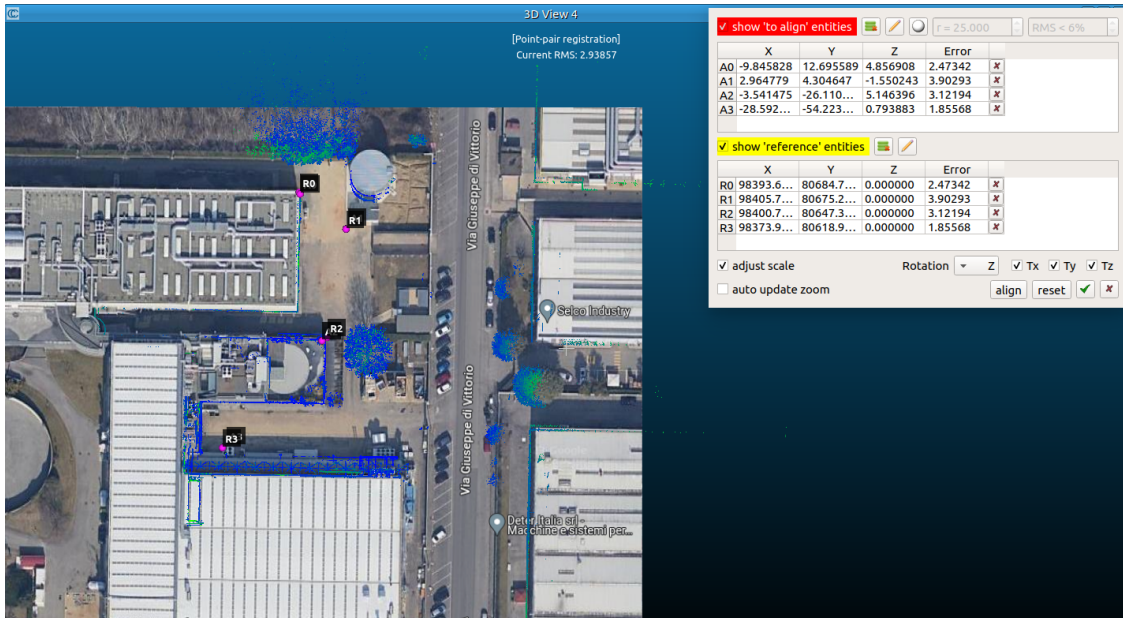 3D View 4
[Point-pair registration]
Current RMS: 2.93857
show 'to align' entities
r = 25.000
RMS < 6%
X Y Z Error
A0 -9.845828 12.695589 4.856908 2.47342
A1 2.964779 4.304647 -1.550243 3.90293
A2 -3.541475 -26.110... 5.146396 3.12194
A3 -28.592... -54.223... 0.793883 1.85568
show 'reference' entities
X Y Z Error
R0 98393.6... 80684.7... 0.000000 2.47342
R1 98405.7... 80675.2... 0.000000 3.90293
R2 98400.7... 80647.3... 0.000000 3.12194
R3 98373.9... 80618.9... 0.000000 1.85568
adjust scale
Rotation Z
Tx Ty Tz
auto update zoom
align reset
Via Giuseppe di Vittorio
R0
R1
Selco Industry
R2
Via Giuseppe di Vittorio
R3
Deter Italia srl -
Macchine e sistemi per...